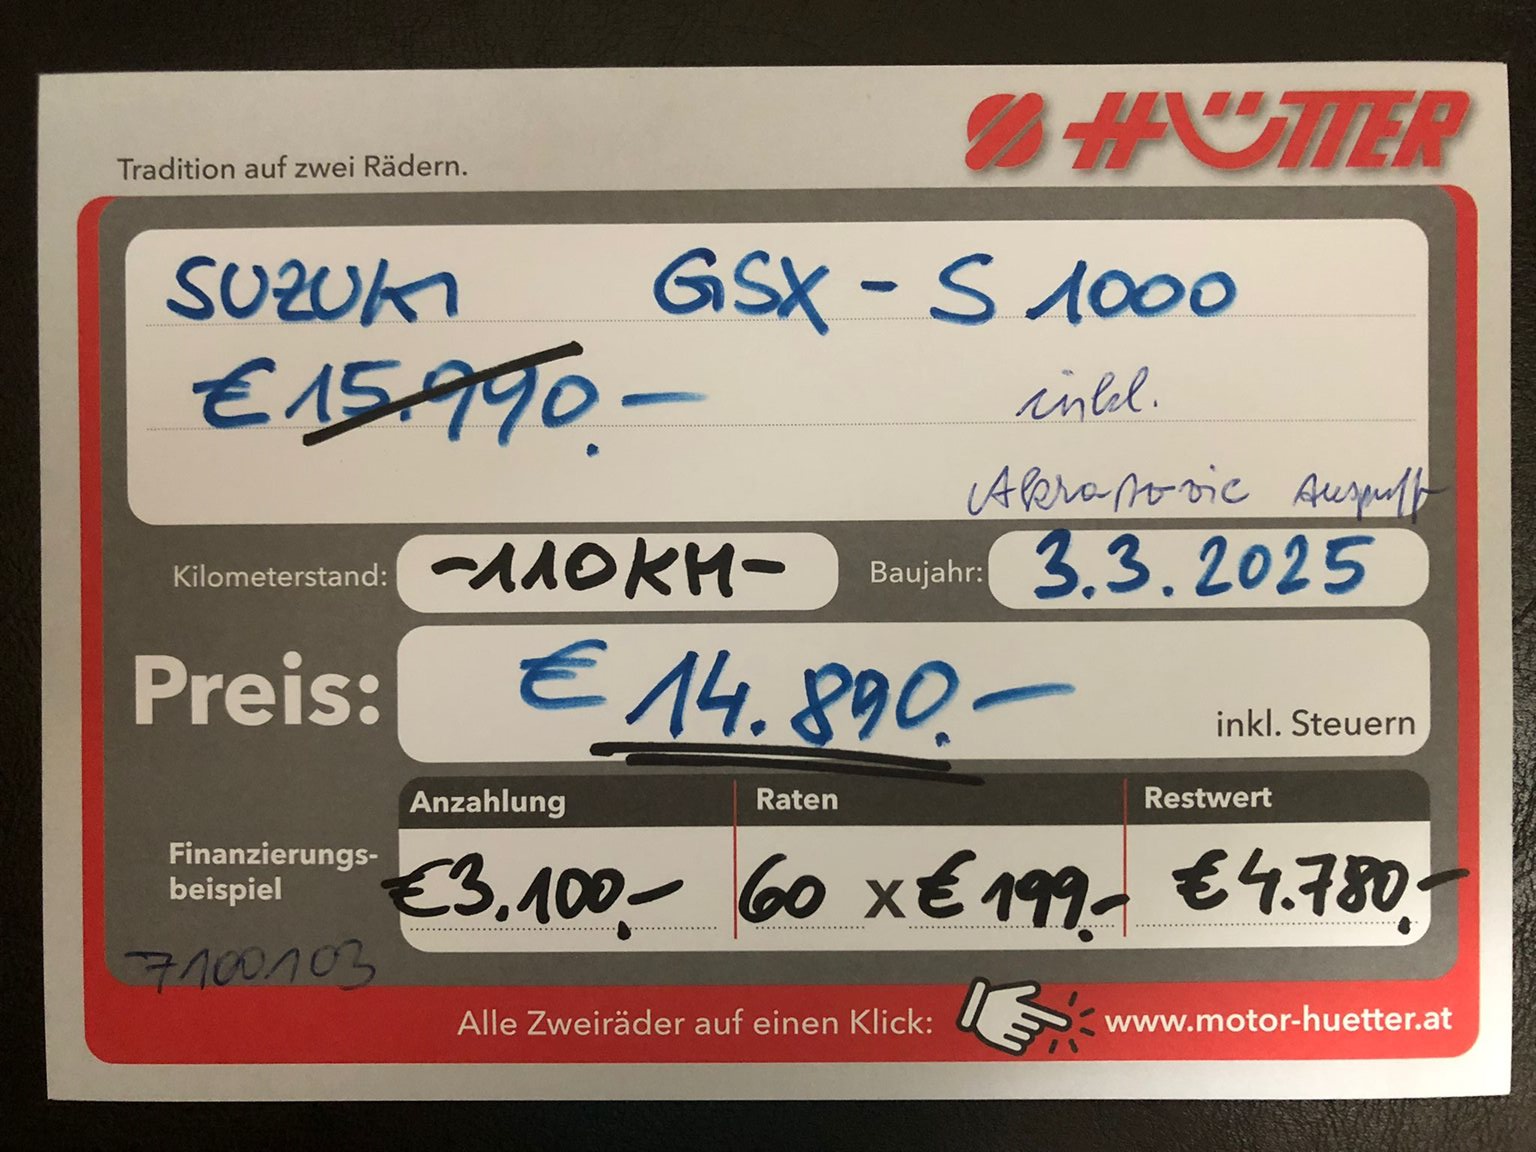 HÜTTER
Tradition auf zwei Rädern.
SUZUKI GSX-S 1000
€ 15.990.- inkl.
Akrapovic Auspuff
Kilometerstand: -110KM- Baujahr: 3.3.2025
Preis: € 14.890.- inkl. Steuern
Anzahlung Raten Restwert
Finanzierungs-
beispiel
€3.100.- 60 x €199.- €4.780.-
7100103
Alle Zweiräder auf einen Klick: www.motor-huetter.at